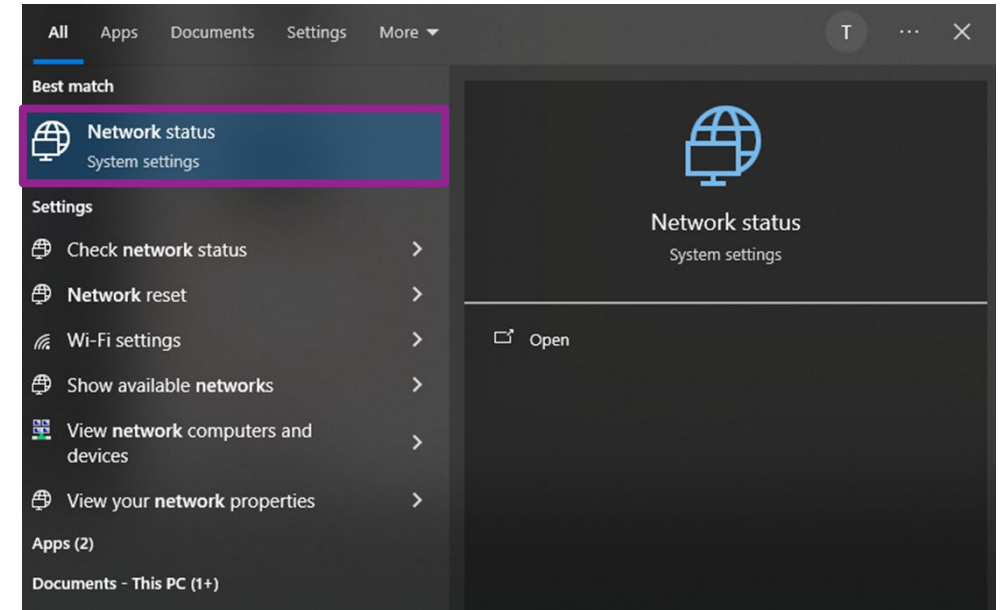 All Apps Documents Settings More
T ...
Best match
Network status
System settings
Settings
Check network status
Network reset
Wi-Fi settings
Show available networks
View network computers and
devices
View your network properties
Apps (2)
Documents - This PC (1+)
Network status
System settings
Open